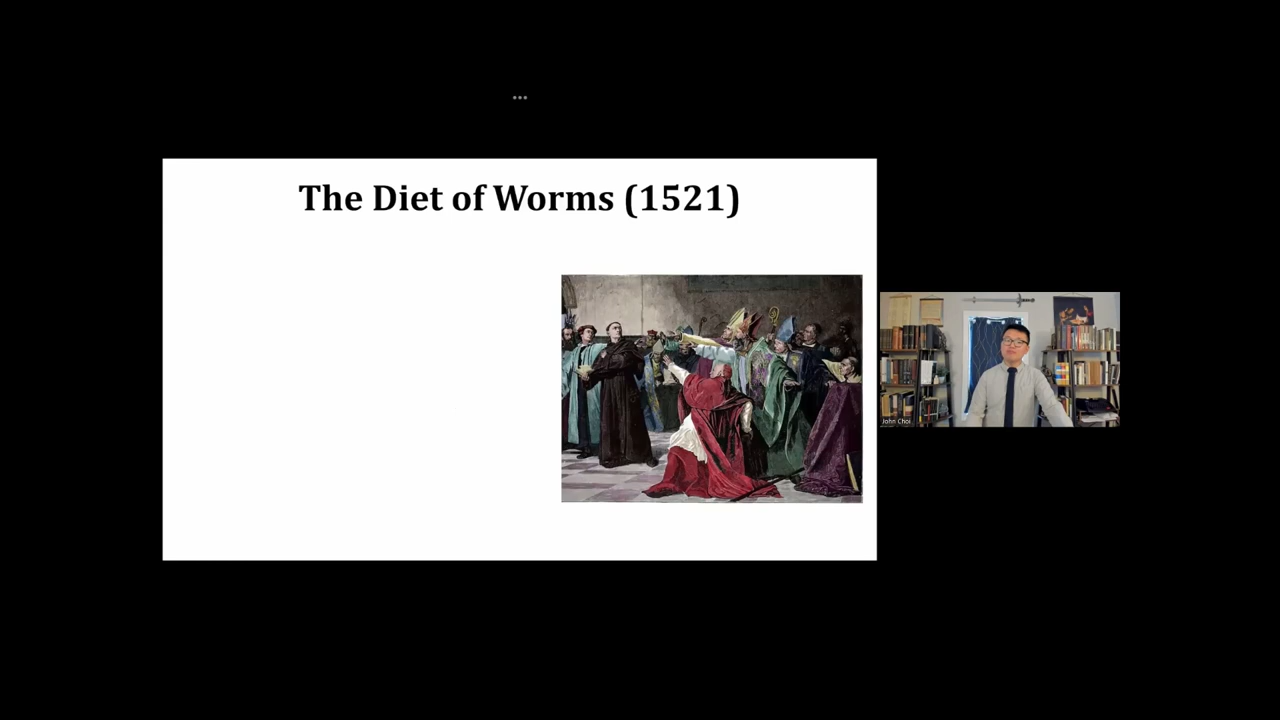 The Diet of Worms (1521)
John Choi